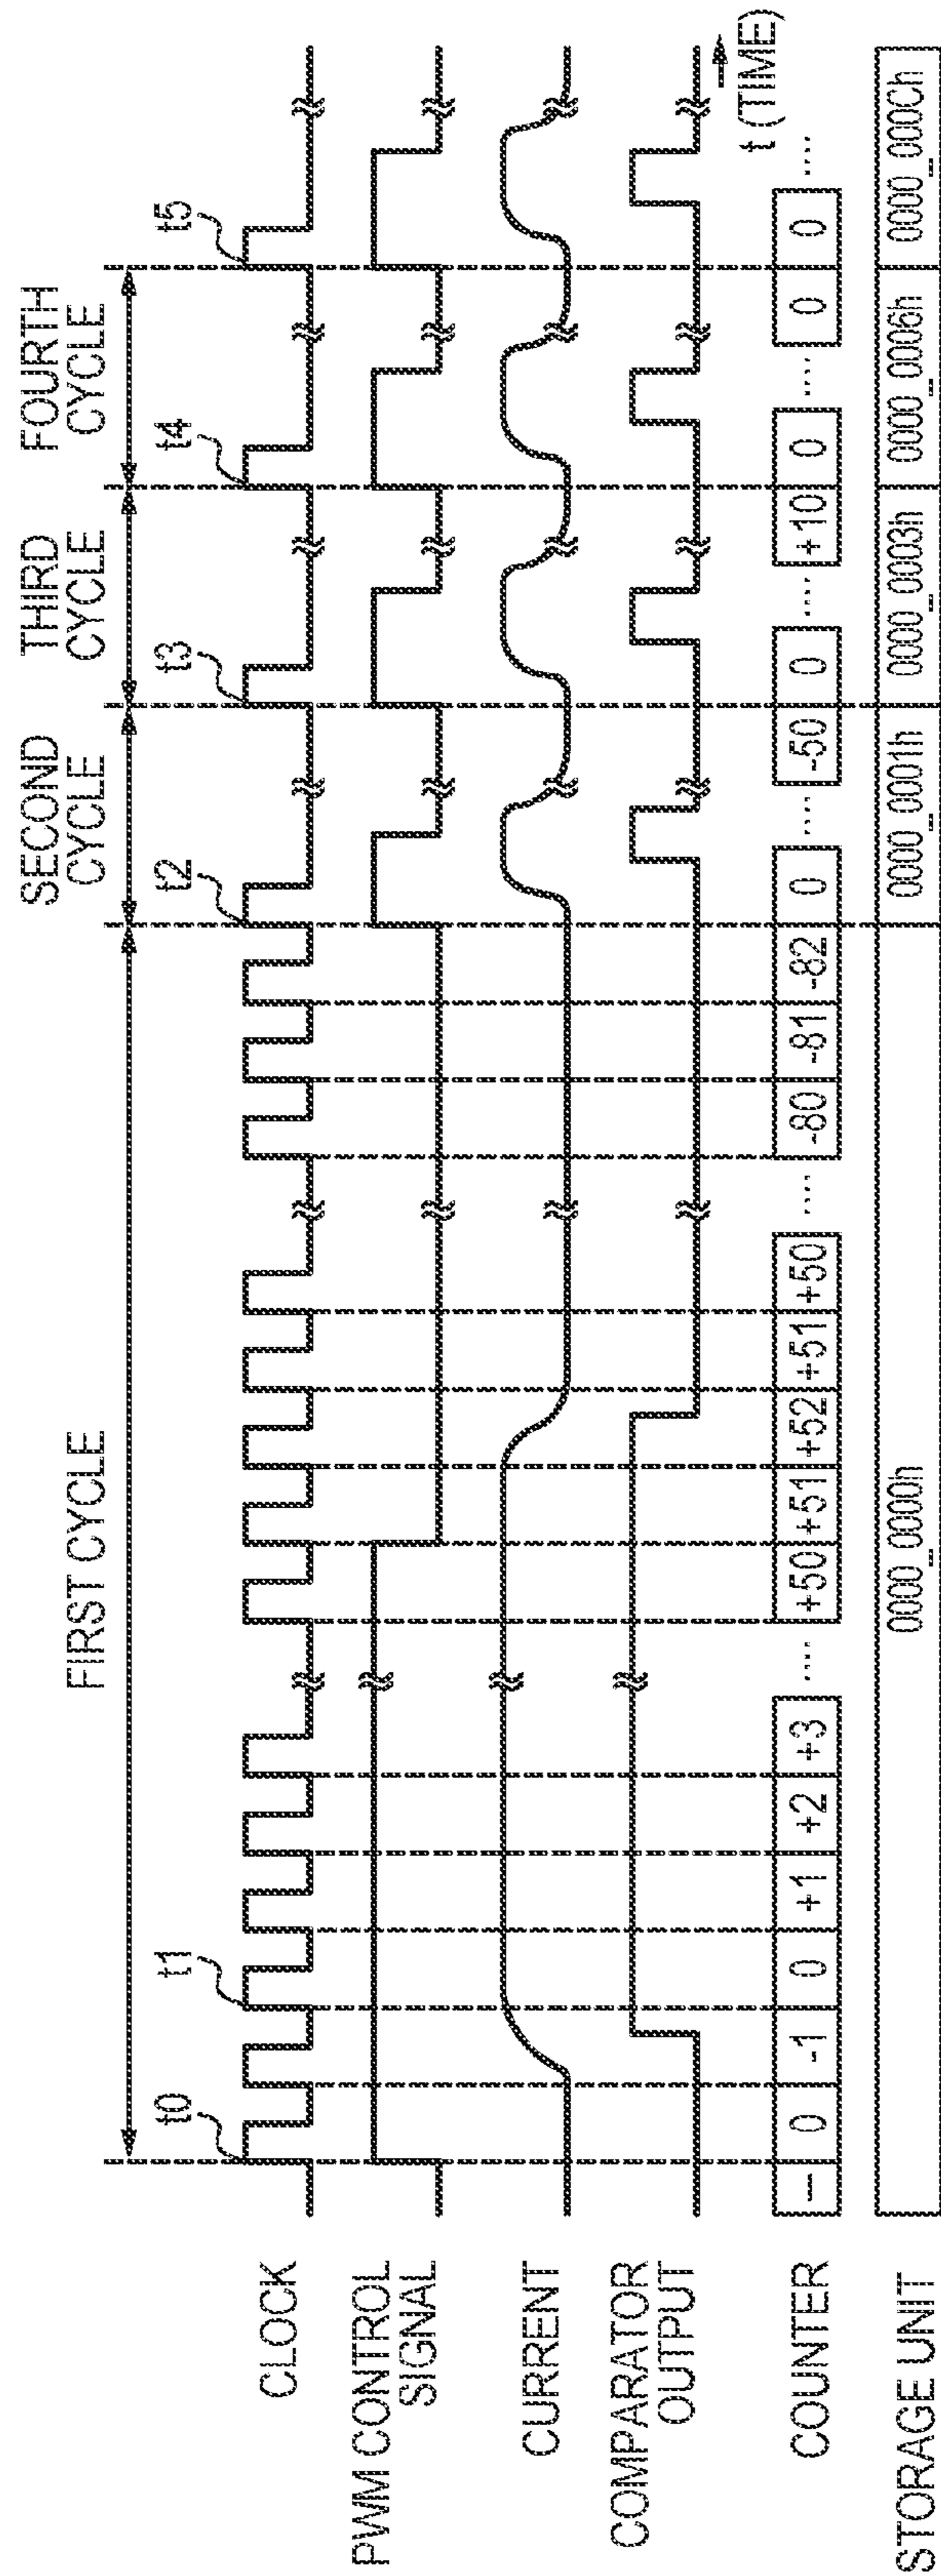 FIRST CYCLE
SECOND
CYCLE
THIRD
CYCLE
FOURTH
CYCLE
t0
t1
t2
t3
t4
t5
CLOCK
PWM CONTROL
SIGNAL
CURRENT
COMPARATOR
OUTPUT
t (TIME)
COUNTER – 0 -1 0 +1 +2 +3 .... +50 +51 +52 +51 +50 .... -80 -81 -82 0 .... -50 0 .... +10 0 .... 0 0 ....
STORAGE UNIT 0000_0000h 0000_0001h 0000_0003h 0000_0006h 0000_000Ch